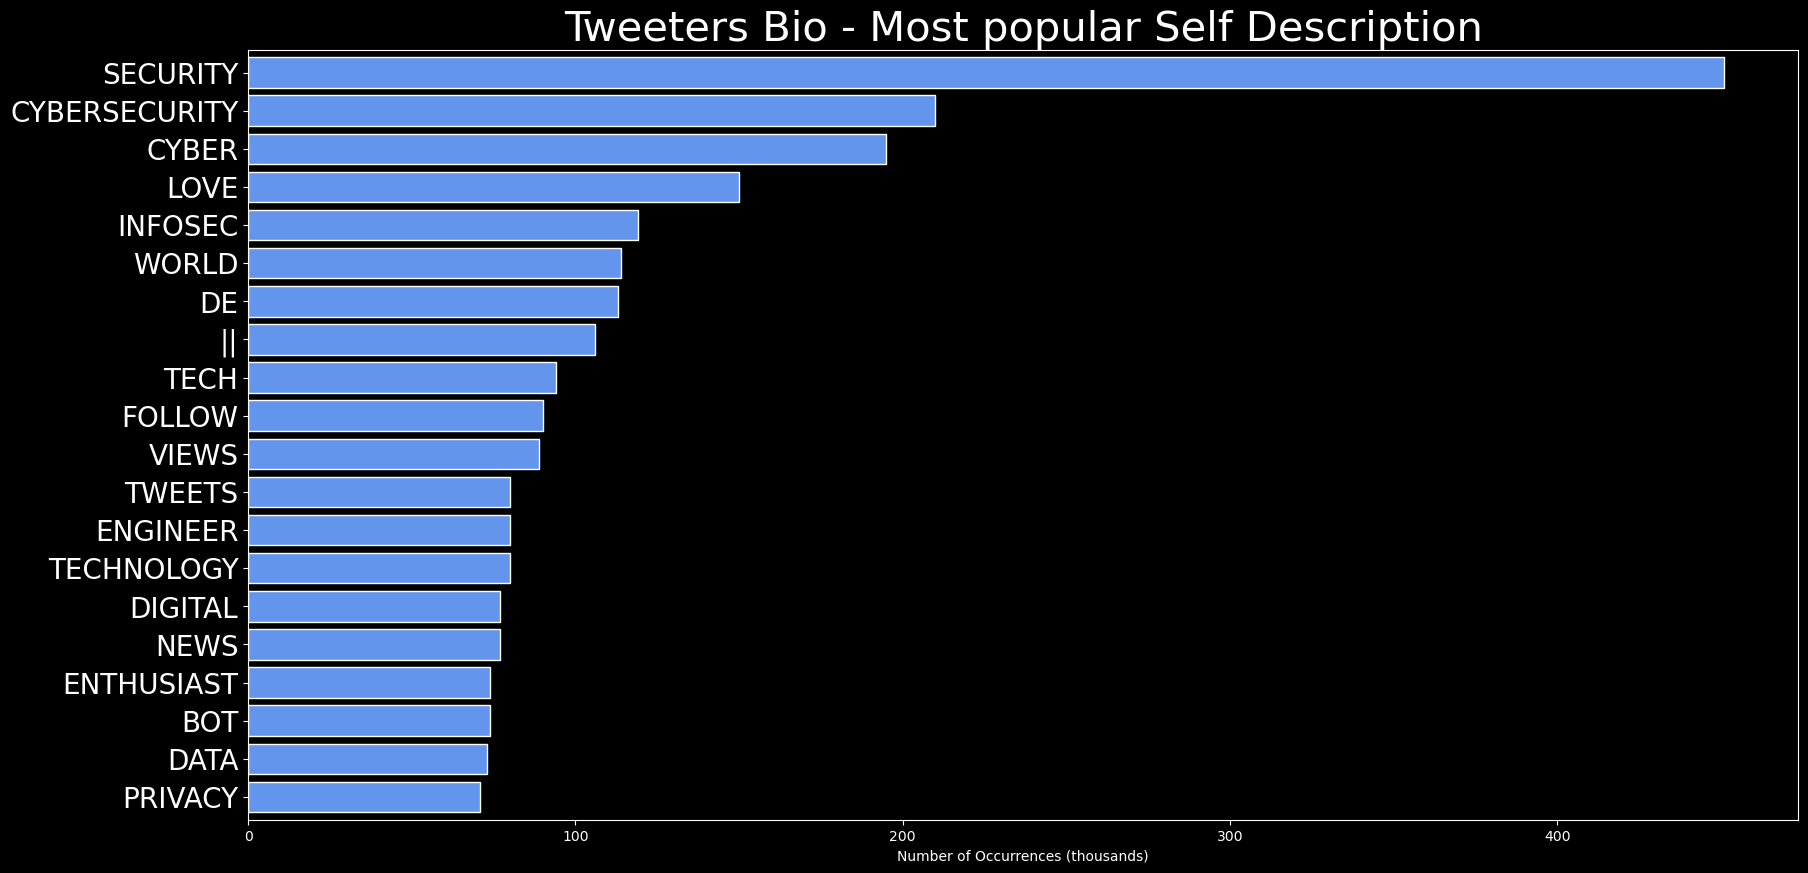 Tweeters Bio - Most popular Self Description
SECURITY
CYBERSECURITY
CYBER
LOVE
INFOSEC
WORLD
DE
||
TECH
FOLLOW
VIEWS
TWEETS
ENGINEER
TECHNOLOGY
DIGITAL
NEWS
ENTHUSIAST
BOT
DATA
PRIVACY
0 100 200 300 400
Number of Occurrences (thousands)